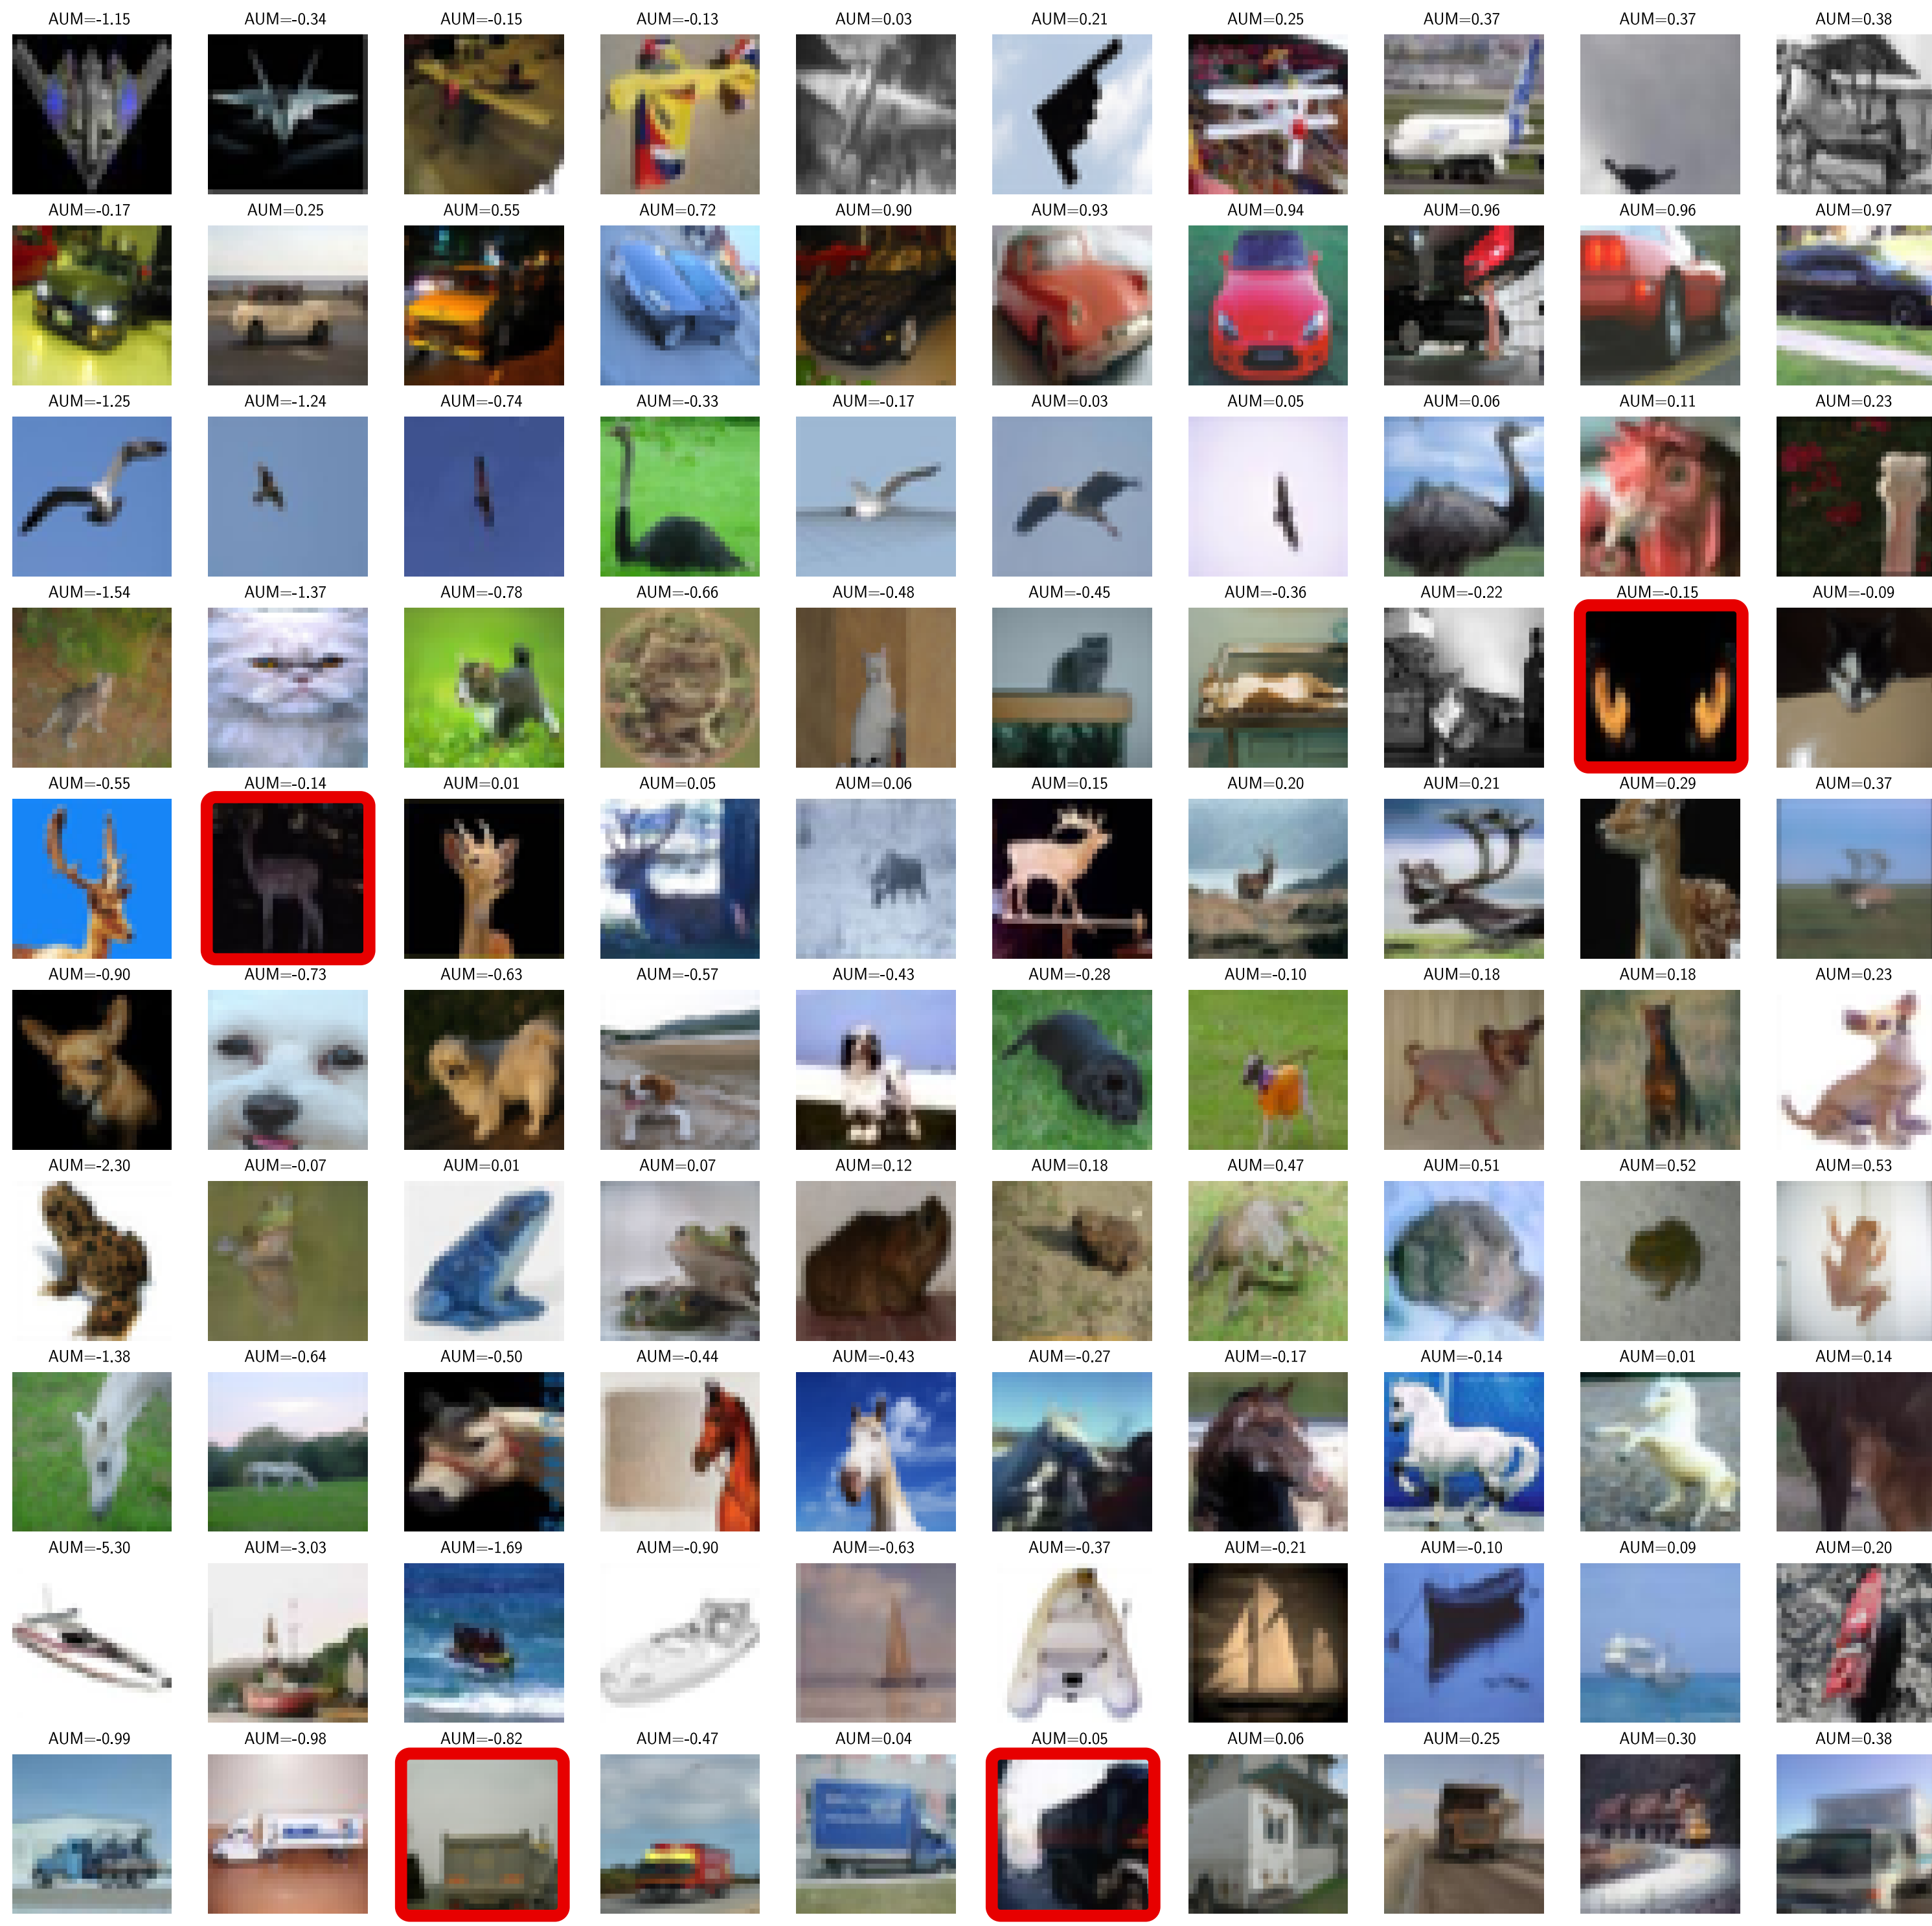 AUM=-1.15 AUM=-0.34 AUM=-0.15 AUM=-0.13 AUM=0.03 AUM=0.21 AUM=0.25 AUM=0.37 AUM=0.37 AUM=0.38
AUM=-0.17 AUM=0.25 AUM=0.55 AUM=0.72 AUM=0.90 AUM=0.93 AUM=0.94 AUM=0.96 AUM=0.96 AUM=0.97
AUM=-1.25 AUM=-1.24 AUM=-0.74 AUM=-0.33 AUM=-0.17 AUM=0.03 AUM=0.05 AUM=0.06 AUM=0.11 AUM=0.23
AUM=-1.54 AUM=-1.37 AUM=-0.78 AUM=-0.66 AUM=-0.48 AUM=-0.45 AUM=-0.36 AUM=-0.22 AUM=-0.15 AUM=-0.09
AUM=-0.55 AUM=-0.14 AUM=0.01 AUM=0.05 AUM=0.06 AUM=0.15 AUM=0.20 AUM=0.21 AUM=0.29 AUM=0.37
AUM=-0.90 AUM=-0.73 AUM=-0.63 AUM=-0.57 AUM=-0.43 AUM=-0.28 AUM=-0.10 AUM=0.18 AUM=0.18 AUM=0.23
AUM=-2.30 AUM=-0.07 AUM=0.01 AUM=0.07 AUM=0.12 AUM=0.18 AUM=0.47 AUM=0.51 AUM=0.52 AUM=0.53
AUM=-1.38 AUM=-0.64 AUM=-0.50 AUM=-0.44 AUM=-0.43 AUM=-0.27 AUM=-0.17 AUM=-0.14 AUM=0.01 AUM=0.14
AUM=-5.30 AUM=-3.03 AUM=-1.69 AUM=-0.90 AUM=-0.63 AUM=-0.37 AUM=-0.21 AUM=-0.10 AUM=0.09 AUM=0.20
AUM=-0.99 AUM=-0.98 AUM=-0.82 AUM=-0.47 AUM=0.04 AUM=0.05 AUM=0.06 AUM=0.25 AUM=0.30 AUM=0.38